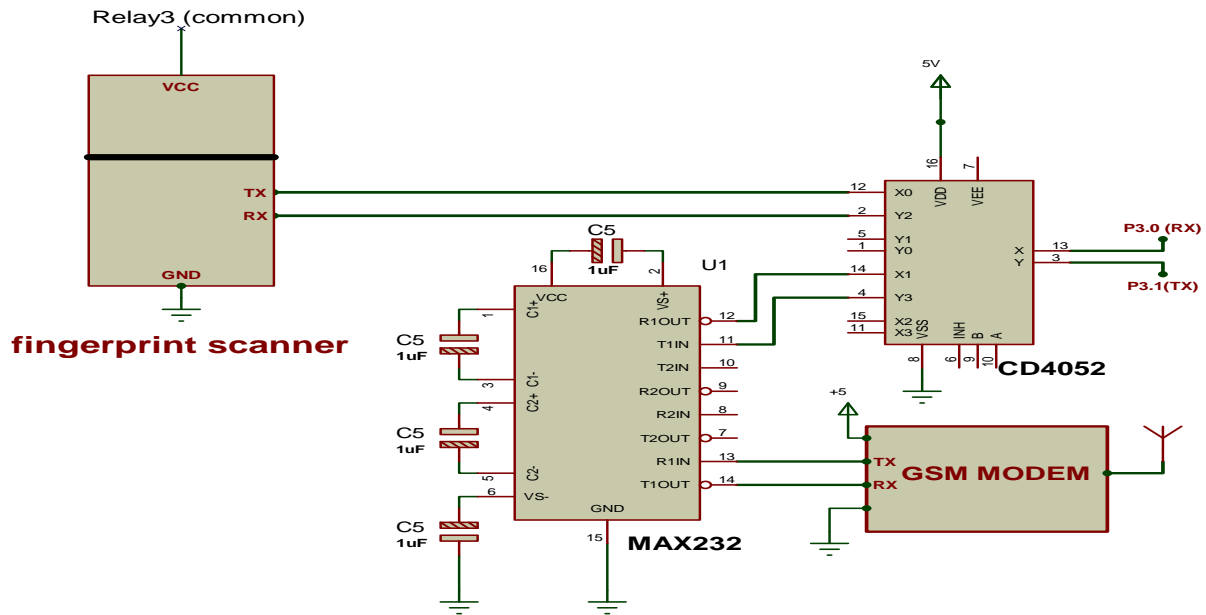 Relay3 (common)
VCC
TX
RX
GND
fingerprint scanner
5V
16
7
VDD
VEE
12
X0
2
Y2
5
Y1
1
Y0
14
X1
4
Y3
15
X2
11
X3
VSS
INH
B
A
8
6
9
10
X
13
Y
3
P3.0 (RX)
P3.1(TX)
CD4052
C5
1uF
16
2
U1
VCC
VS+
C1+
1
C5
1uF
C1-
3
C2+
4
C5
1uF
C2-
5
VS-
6
C5
1uF
R1OUT
12
T1IN
11
T2IN
10
R2OUT
9
R2IN
8
T2OUT
7
R1IN
13
T1OUT
14
GND
15
MAX232
+5
TX
RX
GSM MODEM